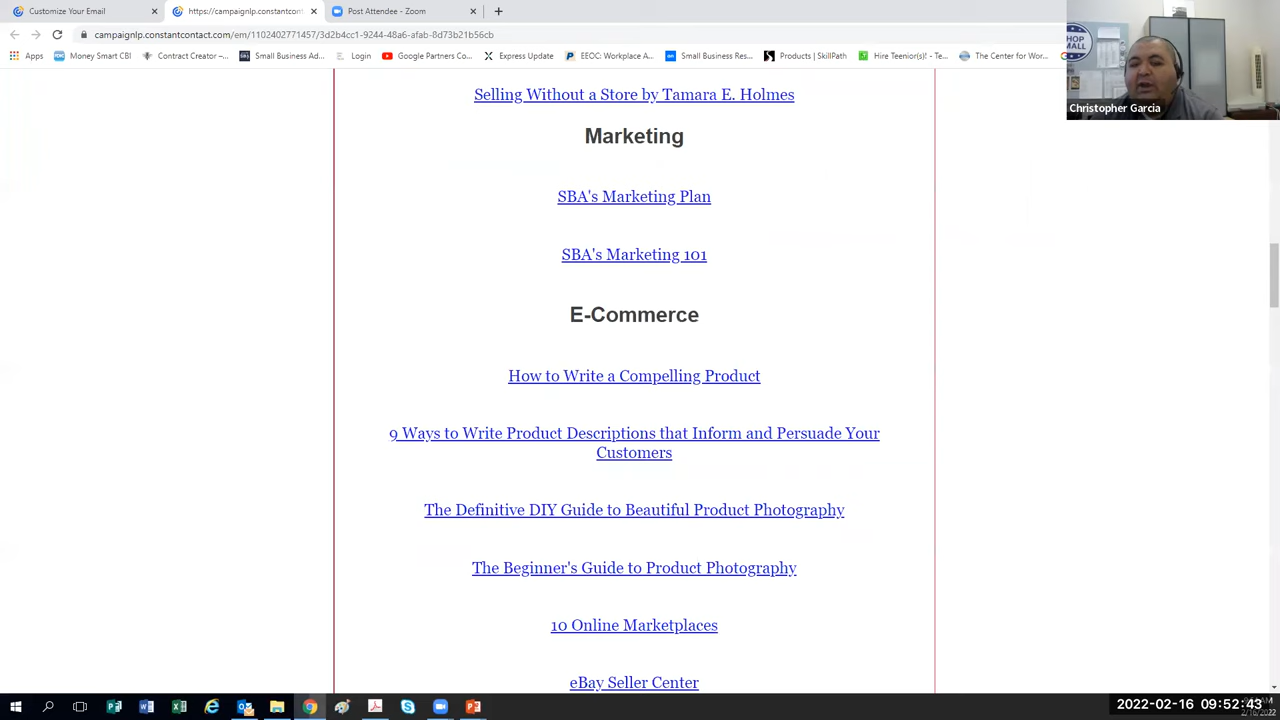 Customize Your Email
https://campaignlp.constantcont
Post Attendee - Zoom
campaignlp.constantcontact.com/em/1102402771457/3d2b4cc1-9244-48a6-afab-8d73b21b56cb
Apps
Money Smart CBI
Contract Creator –...
Small Business Ad...
Logout
Google Partners Co...
Express Update
EEOC: Workplace A...
Small Business Res...
Products | SkillPath
Hire Teenior(s)! - Te...
The Center for Wor...
HOP
MALL
Christopher Garcia
Selling Without a Store by Tamara E. Holmes
Marketing
SBA's Marketing Plan
SBA's Marketing 101
E-Commerce
How to Write a Compelling Product
9 Ways to Write Product Descriptions that Inform and Persuade Your
Customers
The Definitive DIY Guide to Beautiful Product Photography
The Beginner's Guide to Product Photography
10 Online Marketplaces
eBay Seller Center
2022-02-16 09:52:43